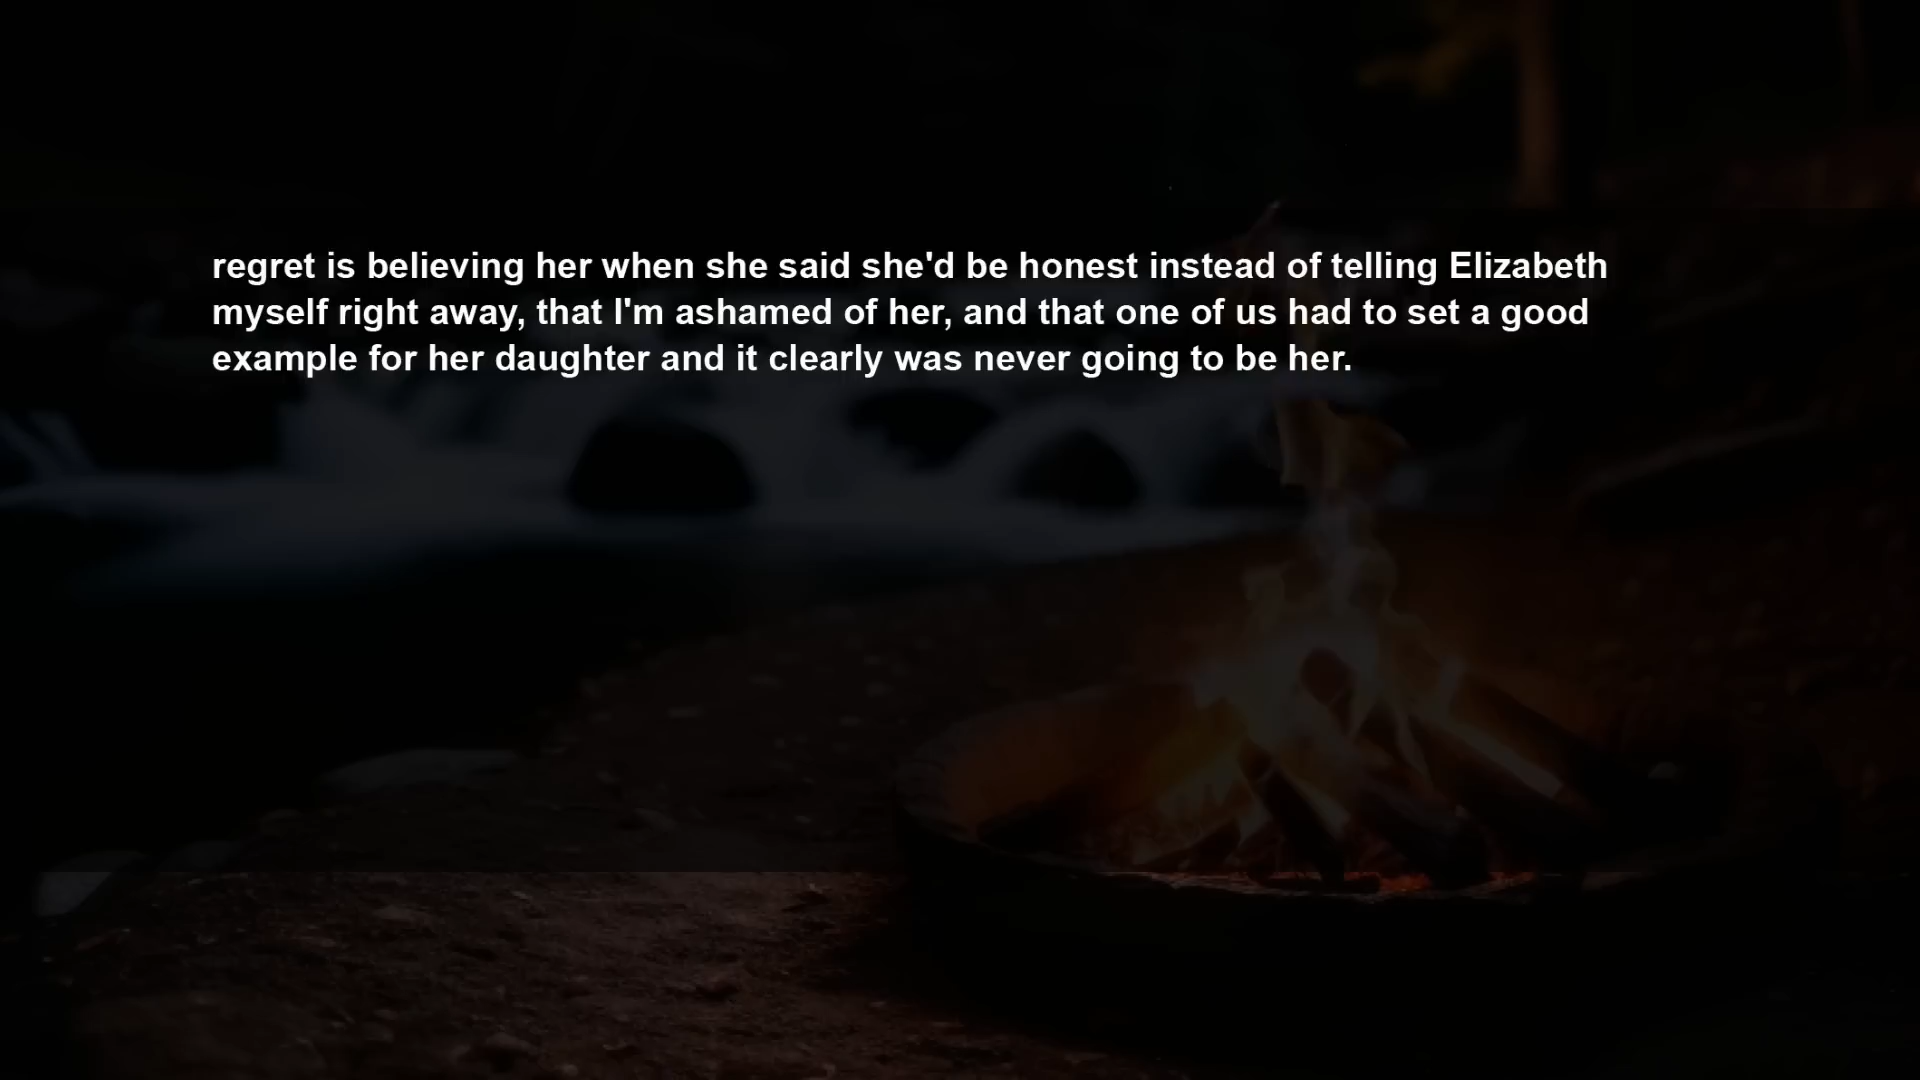 regret is believing her when she said she'd be honest instead of telling Elizabeth
myself right away, that I'm ashamed of her, and that one of us had to set a good
example for her daughter and it clearly was never going to be her.